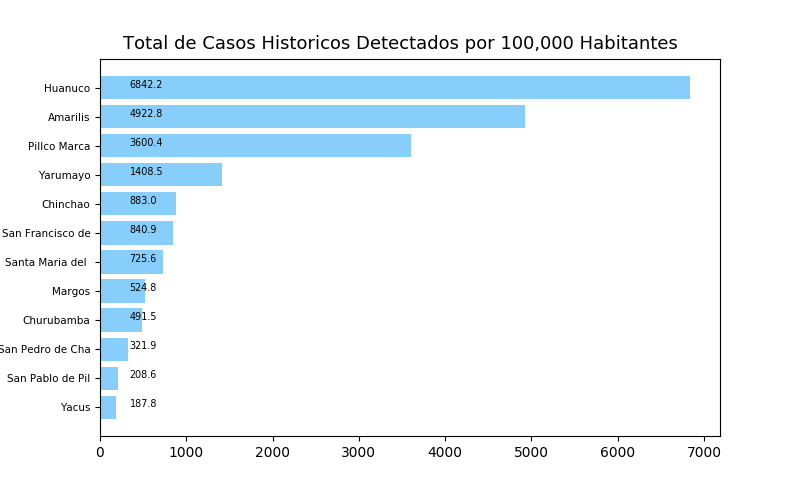 Total de Casos Historicos Detectados por 100,000 Habitantes
Huanuco 6842.2
Amarilis 4922.8
Pillco Marca 3600.4
Yarumayo 1408.5
Chinchao 883.0
San Francisco de 840.9
Santa Maria del 725.6
Margos 524.8
Churubamba 491.5
San Pedro de Cha 321.9
San Pablo de Pil 208.6
Yacus 187.8
0 1000 2000 3000 4000 5000 6000 7000